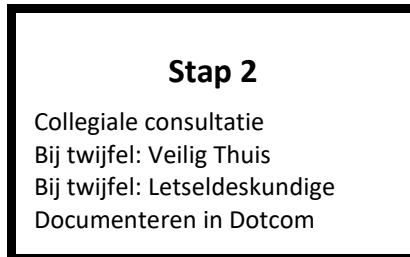 Stap 2
Collegiale consultatie
Bij twijfel: Veilig Thuis
Bij twijfel: Letseldeskundige
Documenteren in Dotcom